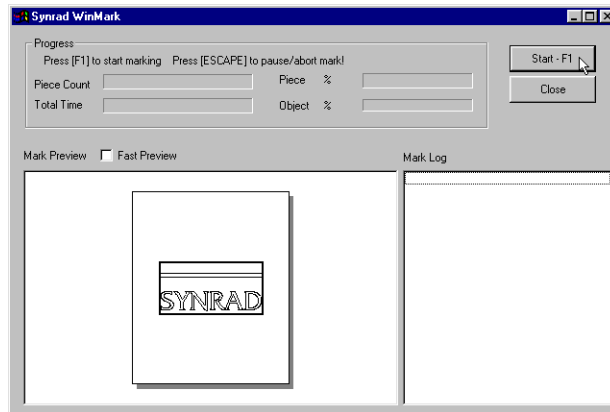 Synrad WinMark
Progress
Press [F1] to start marking Press [ESCAPE] to pause/abort mark!
Piece Count
Piece %
Total Time
Object %
Start - F1
Close
Mark Preview Fast Preview
Mark Log
SYNRAD